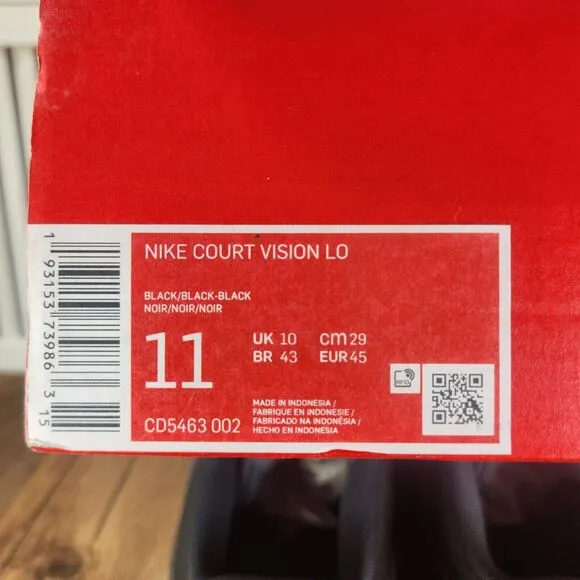 NIKE COURT VISION LO
BLACK/BLACK-BLACK
NOIR/NOIR/NOIR
11
UK 10 cm 29
BR 43 EUR 45
RFID
MADE IN INDONESIA /
FABRIQUE EN INDONESIE/
FABRICADO NA INDONÉSIA/
HECHO EN INDONESIA
CD5463 002
1 93153 73986 3 15